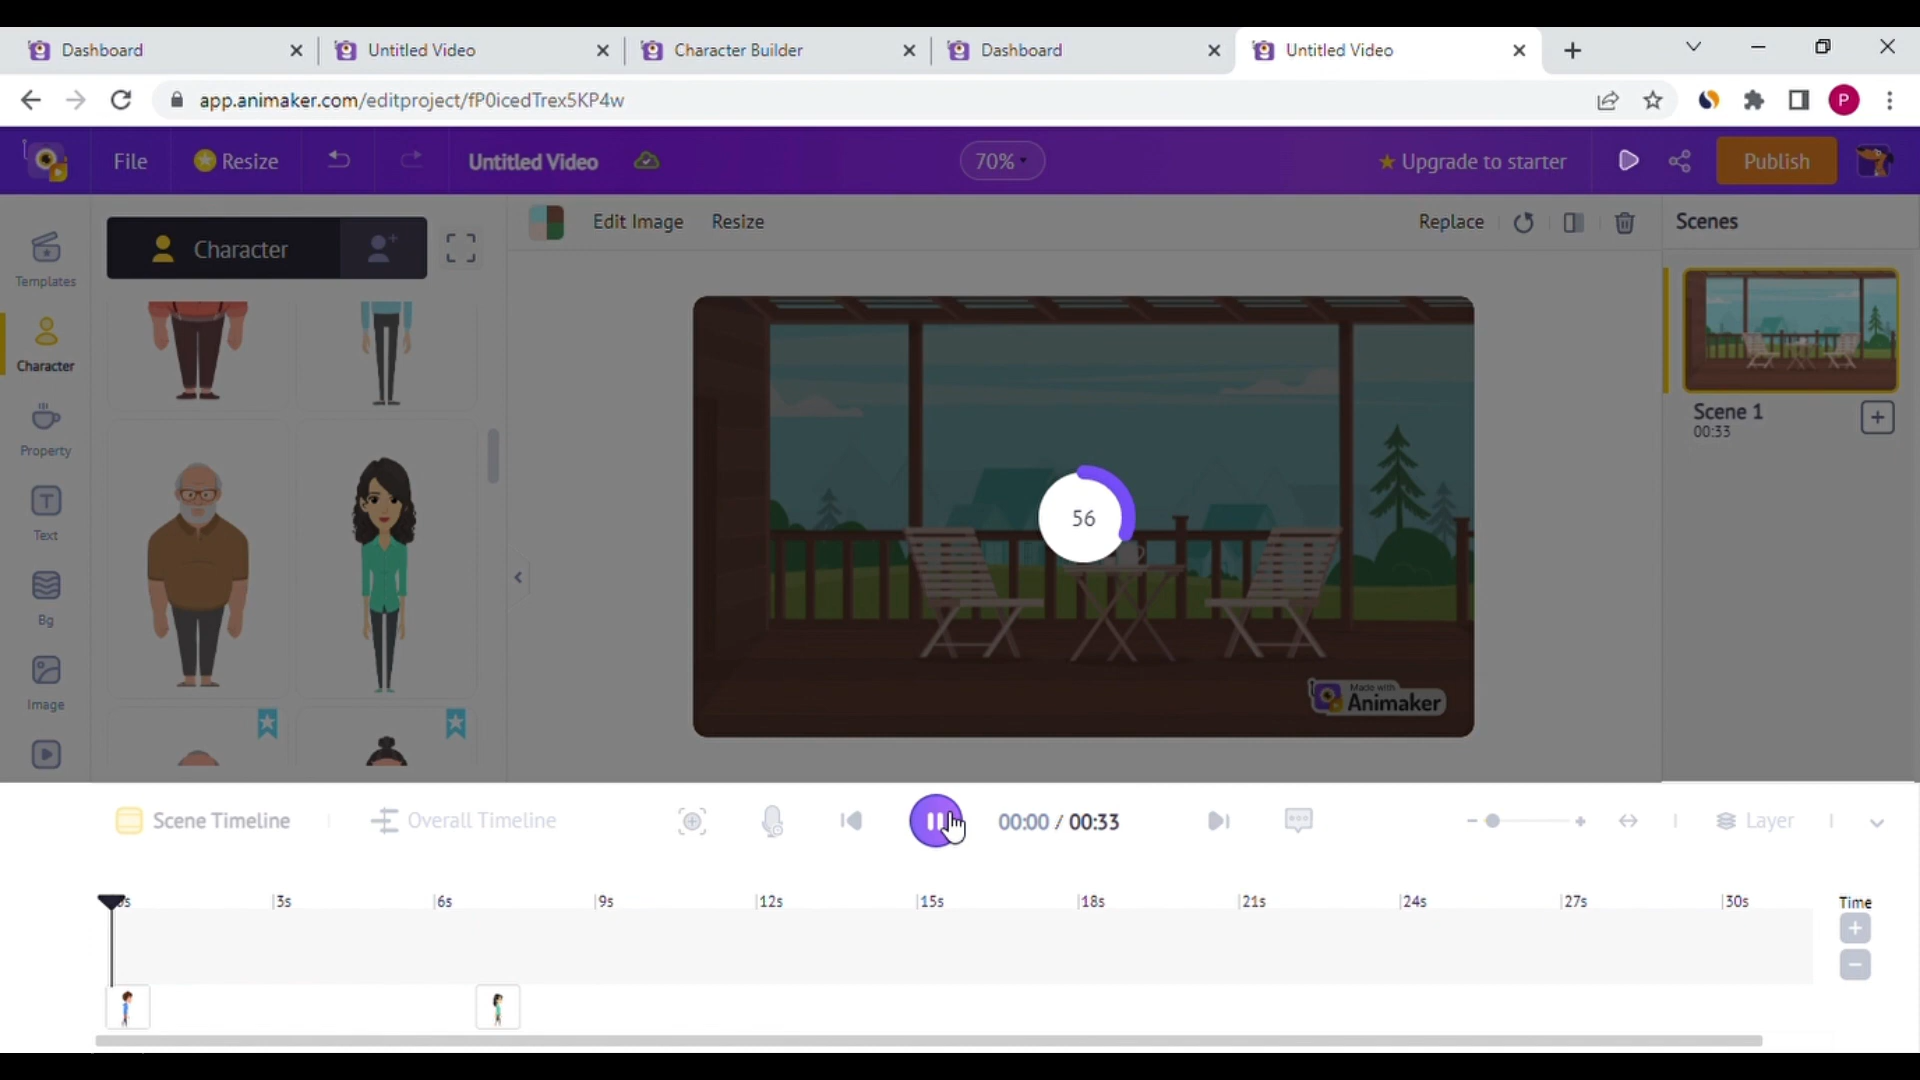 Dashboard
Untitled Video
Character Builder
Dashboard
Untitled Video
app.animaker.com/editproject/fP0icedTrex5KP4w
P
File
Resize
Untitled Video
70%
Upgrade to starter
Publish
Templates
Character
Property
Text
Bg
Image
Character
Edit Image
Resize
Replace
Scenes
56
Made with
Animaker
Scene 1
00:33
Scene Timeline
Overall Timeline
00:00 / 00:33
Layer
3s
6s
9s
12s
15s
18s
21s
24s
27s
30s
Time